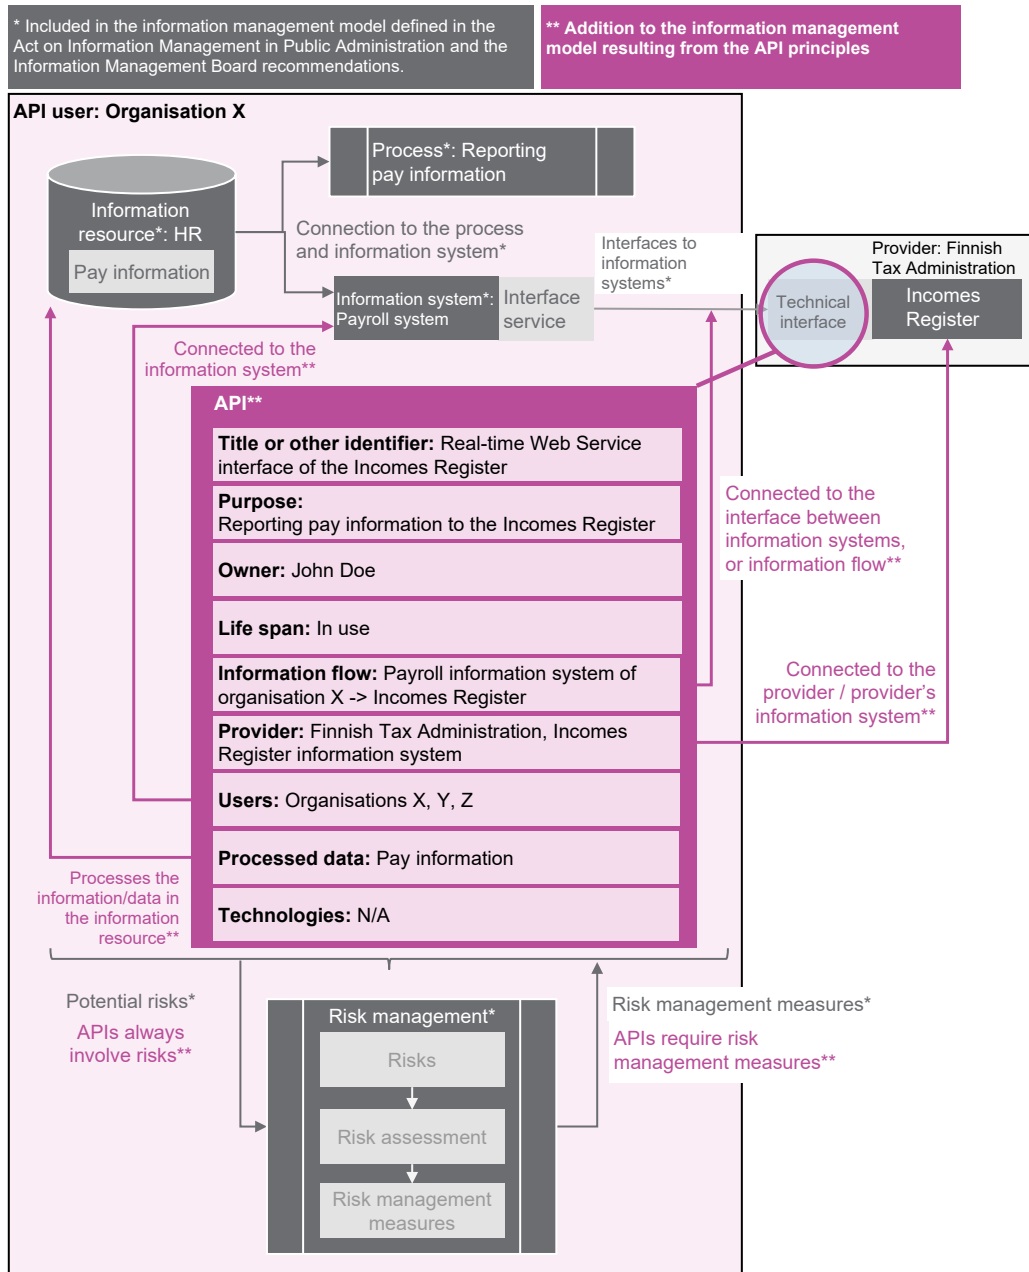 * Included in the information management model defined in the
Act on Information Management in Public Administration and the
Information Management Board recommendations.
** Addition to the information management
model resulting from the API principles
API user: Organisation X
Process*: Reporting
pay information
Information
resource*: HR
Pay information
Connection to the process
and information system*
Interfaces to
information
systems*
Provider: Finnish
Tax Administration
Information system*:
Payroll system
Interface
service
Technical
interface
Incomes
Register
Connected to the
information system**
API**
Title or other identifier: Real-time Web Service
interface of the Incomes Register
Purpose:
Reporting pay information to the Incomes Register
Owner: John Doe
Life span: In use
Information flow: Payroll information system of
organisation X -> Incomes Register
Provider: Finnish Tax Administration, Incomes
Register information system
Users: Organisations X, Y, Z
Processed data: Pay information
Technologies: N/A
Connected to the
interface between
information systems,
or information flow**
Connected to the
provider / provider's
information system**
Processes the
information/data in
the information
resource**
Potential risks*
APIs always
involve risks**
Risk management*
Risks
Risk assessment
Risk management
measures
Risk management measures*
APIs require risk
management measures**